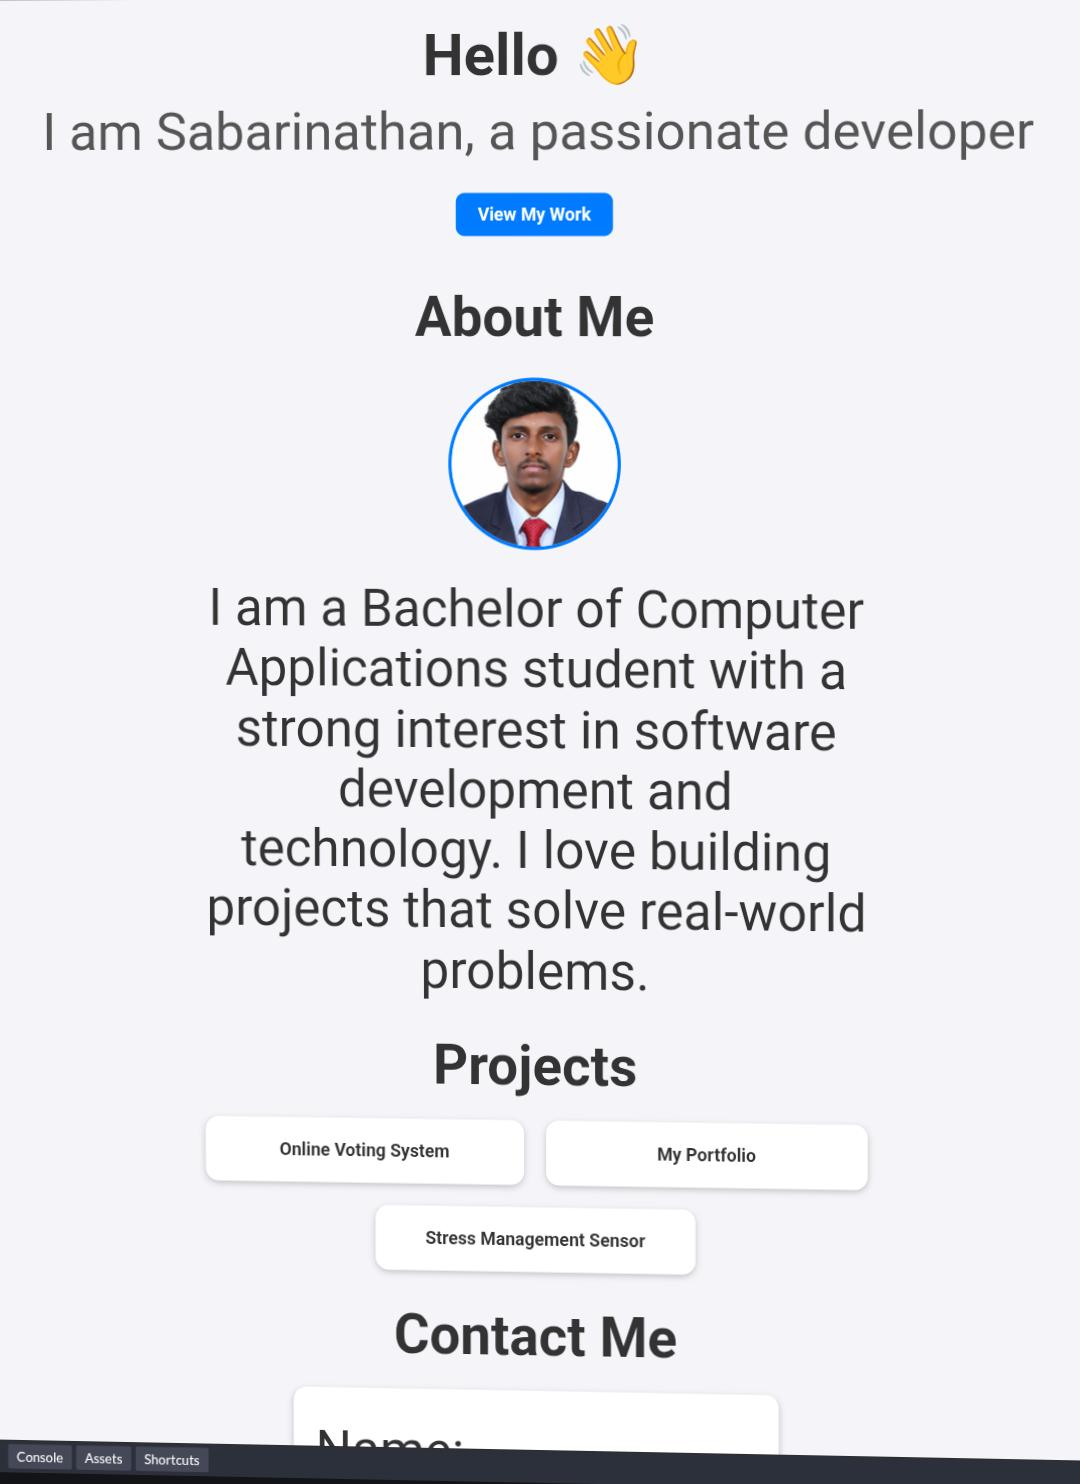 Hello 👋
I am Sabarinathan, a passionate developer
View My Work
About Me
I am a Bachelor of Computer
Applications student with a
strong interest in software
development and
technology. I love building
projects that solve real-world
problems.
Projects
Online Voting System
My Portfolio
Stress Management Sensor
Contact Me
Name:
Console
Assets
Shortcuts